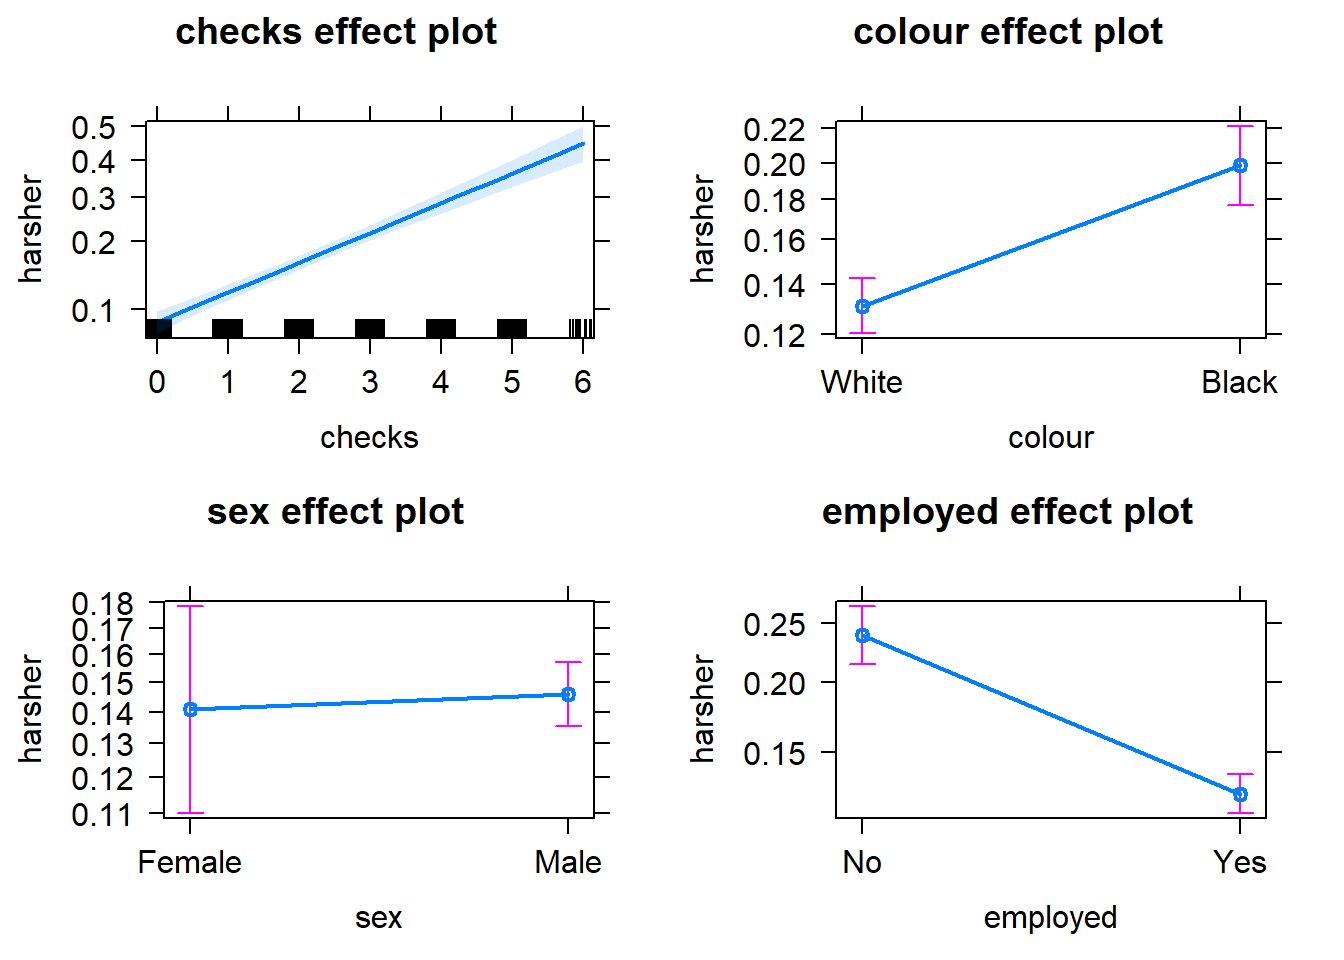 checks effect plot
harsher
0.5
0.4
0.3
0.2
0.1
0 1 2 3 4 5 6
checks
colour effect plot
harsher
0.22
0.20
0.18
0.16
0.14
0.12
White Black
colour
sex effect plot
harsher
0.18
0.17
0.16
0.15
0.14
0.13
0.12
0.11
Female Male
sex
employed effect plot
harsher
0.25
0.20
0.15
No Yes
employed